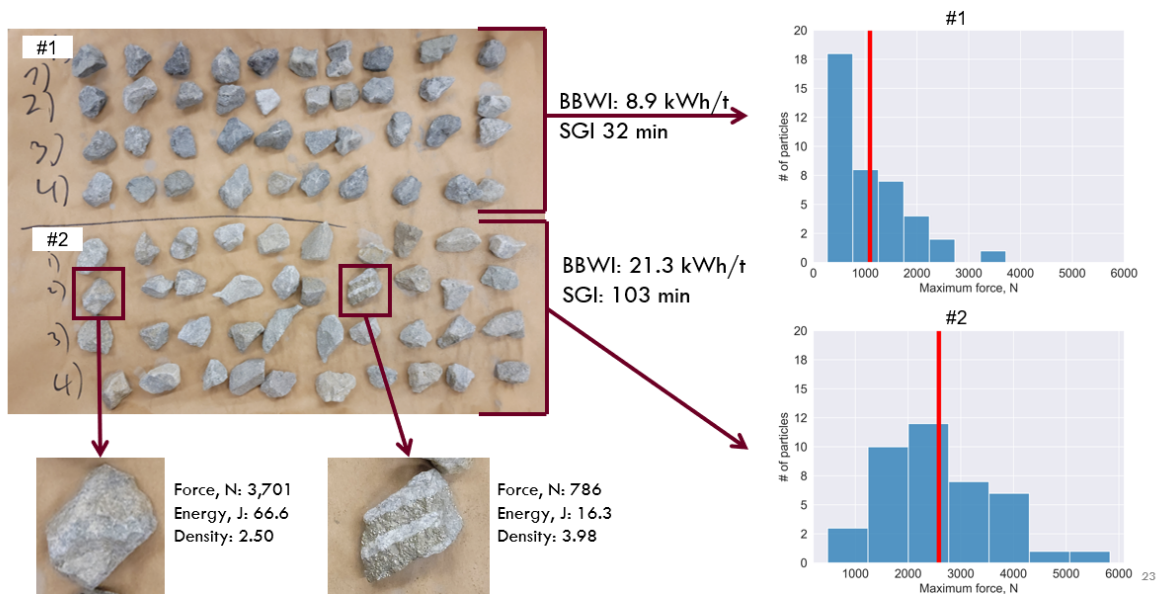 #1
1)
2)
3)
4)
#2
1)
2)
3)
4)
BBWI: 8.9 kWh/t
SGI 32 min
BBWI: 21.3 kWh/t
SGI: 103 min
Force, N: 3,701
Energy, J: 66.6
Density: 2.50
Force, N: 786
Energy, J: 16.3
Density: 3.98
#1
# of particles
20
18
15
12
10
8
5
2
0
0 1000 2000 3000 4000 5000 6000
Maximum force, N
#2
# of particles
20
18
15
12
10
8
5
2
0
1000 2000 3000 4000 5000 6000
Maximum force, N
23